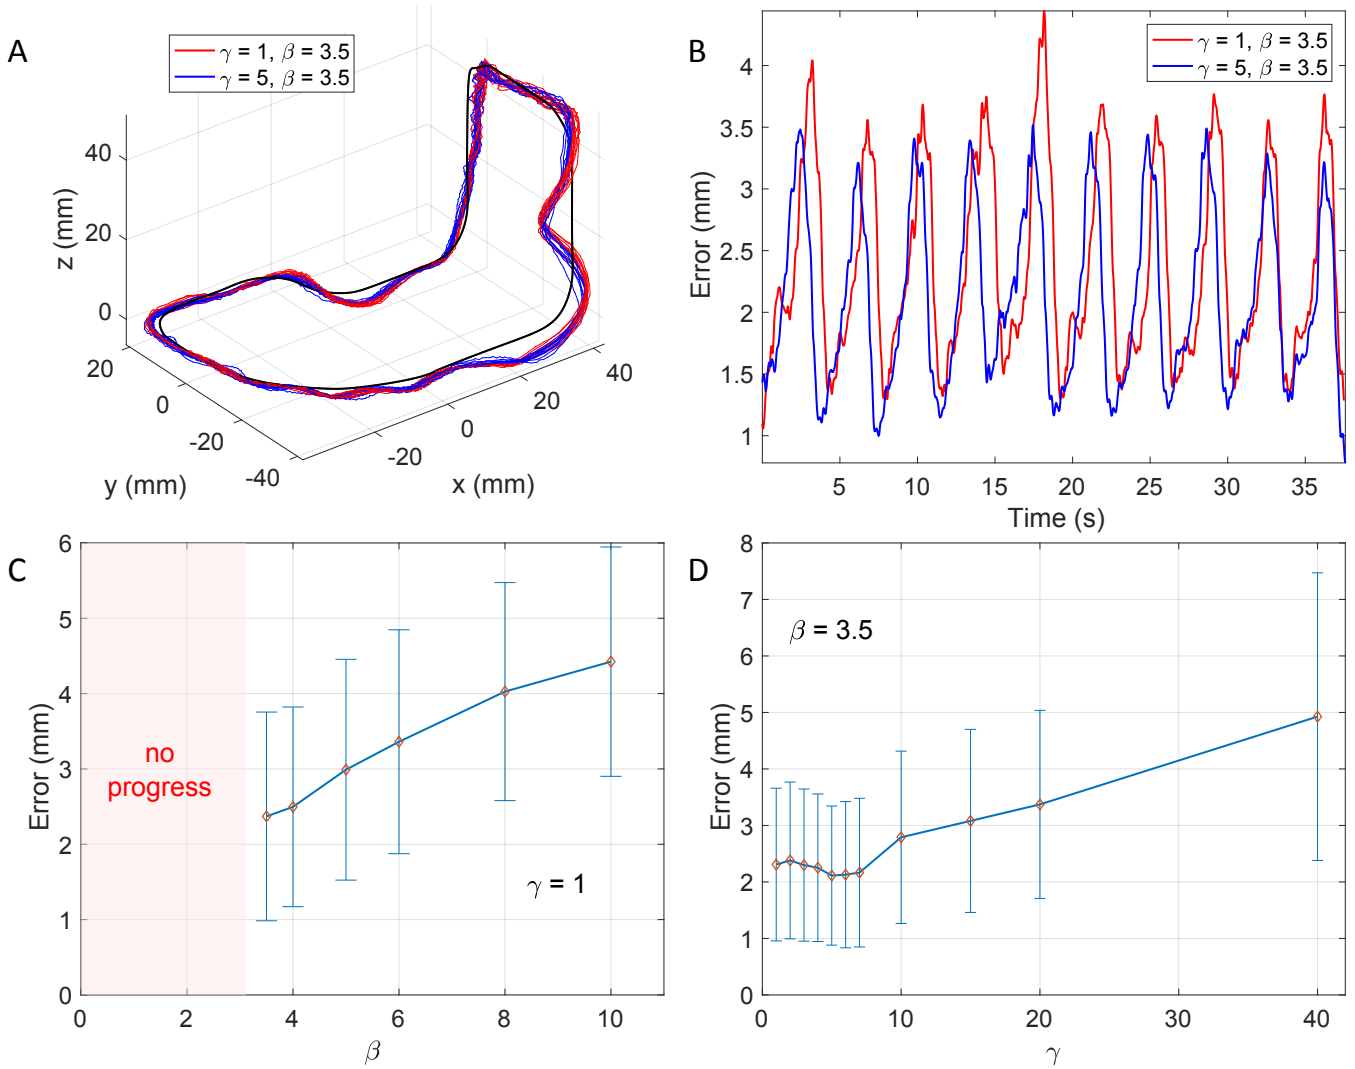 A
γ = 1, β = 3.5
γ = 5, β = 3.5
40
20
0
z (mm)
20
0
-20
-40
y (mm)
-20
0
20
40
x (mm)
B
γ = 1, β = 3.5
γ = 5, β = 3.5
4
3.5
3
2.5
2
1.5
1
Error (mm)
5 10 15 20 25 30 35
Time (s)
C
6
5
4
3
2
1
0
Error (mm)
no
progress
γ = 1
0 2 4 6 8 10
β
D
8
7
6
5
4
3
2
1
0
Error (mm)
β = 3.5
0 10 20 30 40
γ